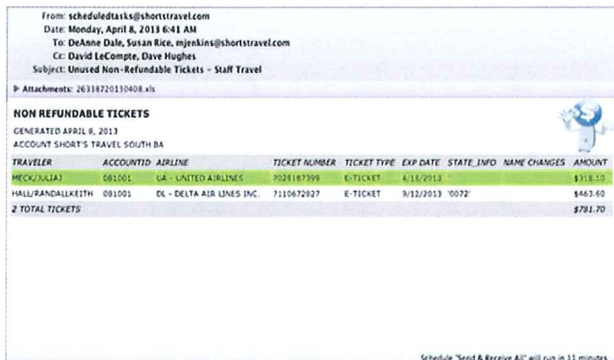 From: scheduledtasks@shortstravel.com
Date: Monday, April 8, 2013 6:41 AM
To: DeAnne Dale, Susan Rice, mjenkins@shortstravel.com
Cc: David LeCompte, Dave Hughes
Subject: Unused Non-Refundable Tickets - Staff Travel
Attachments: 26338720130408.xls
NON REFUNDABLE TICKETS
GENERATED APRIL 8, 2013
ACCOUNT SHORT'S TRAVEL SOUTH BA
TRAVELER ACCOUNTID AIRLINE TICKET NUMBER TICKET TYPE EXP DATE STATE_INFO NAME CHANGES AMOUNT
MECK/JULIAJ 081001 UA - UNITED AIRLINES 7028187399 E-TICKET 4/18/2013 $318.10
HALL/RANDALLKEITH 081001 DL - DELTA AIR LINES INC. 7110672827 E-TICKET 9/12/2013 '0072' $463.60
2 TOTAL TICKETS $781.70
Schedule "Send & Receive All" will run in 11 minutes